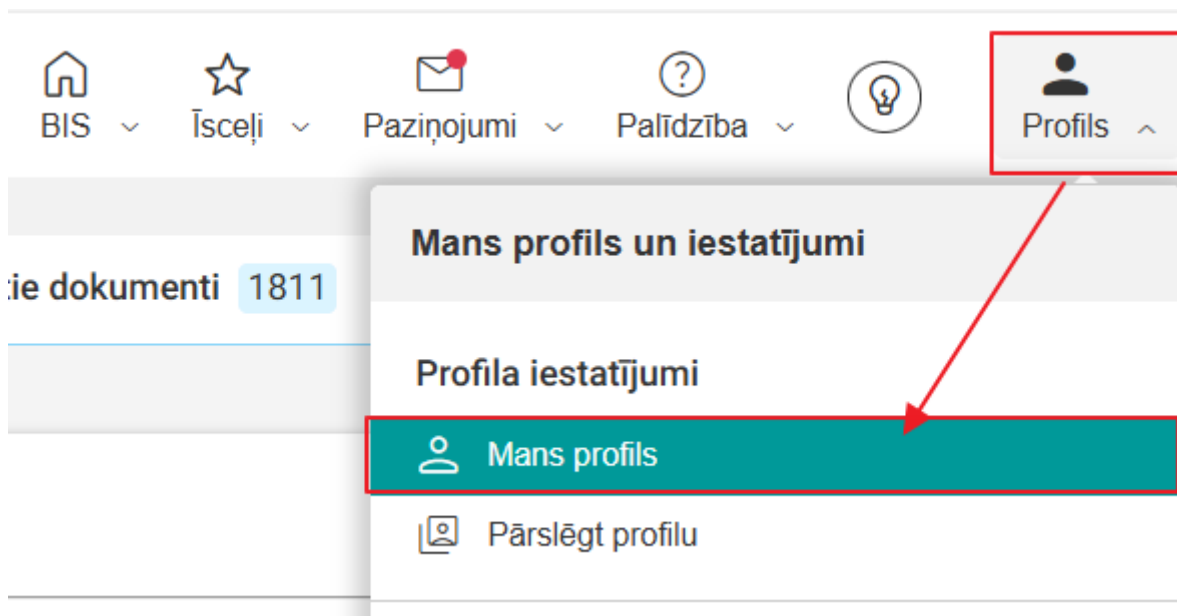 BIS Īsceļi Paziņojumi Palīdzība Profils
Mans profils un iestatījumi
tie dokumenti 1811
Profila iestatījumi
Mans profils
Pārslēgt profilu